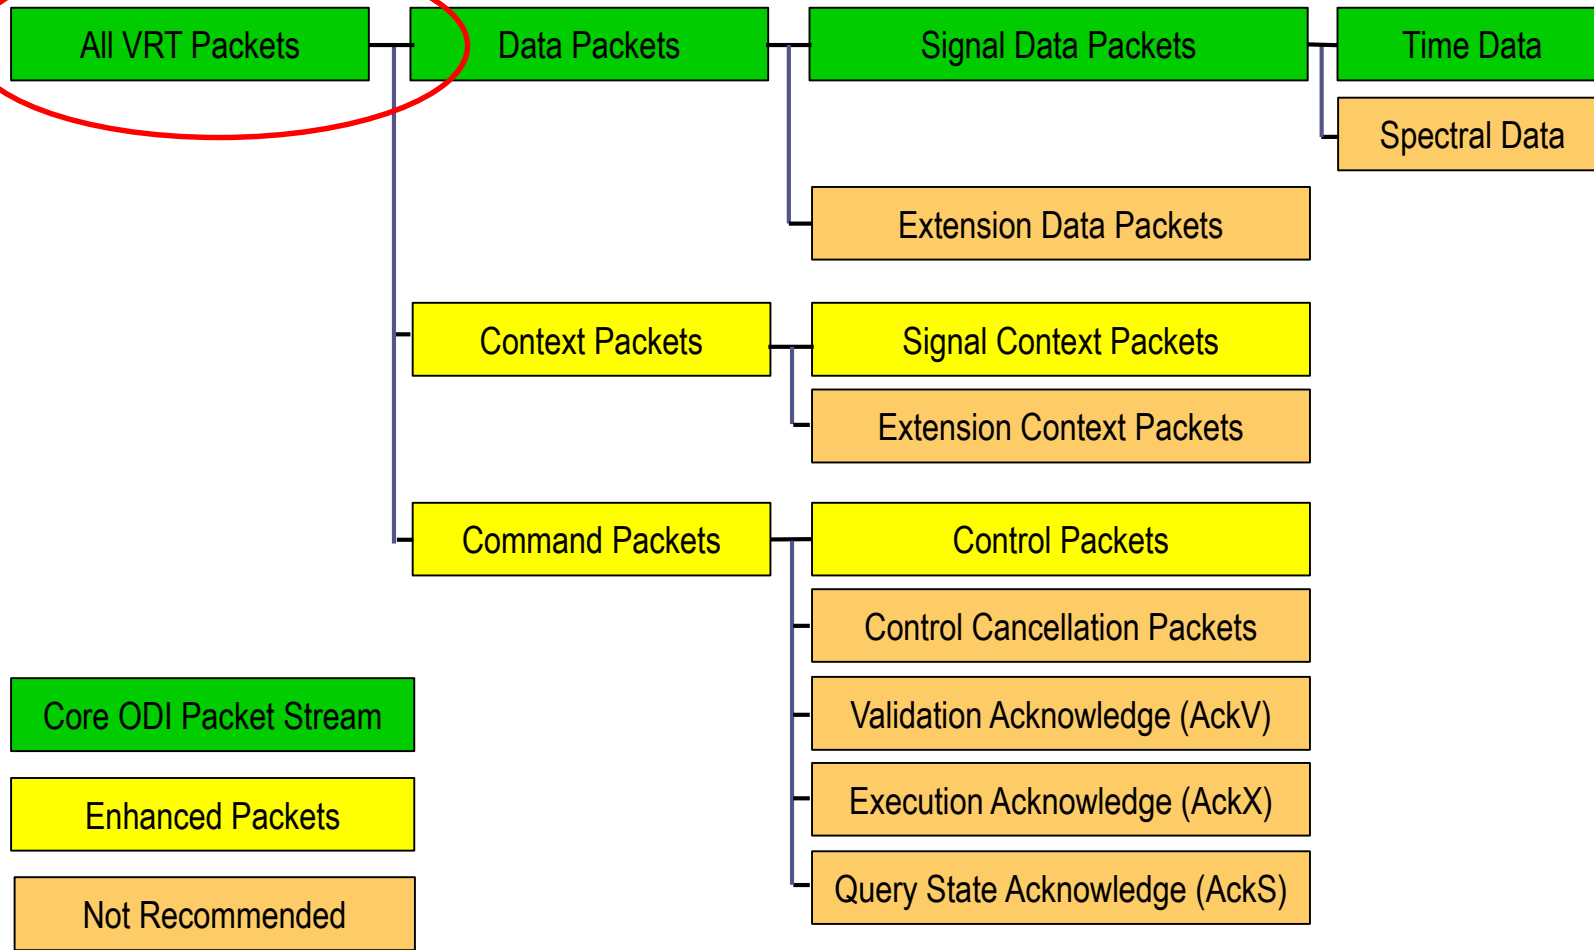 All VRT Packets
Data Packets
Signal Data Packets
Time Data
Spectral Data
Extension Data Packets
Context Packets
Signal Context Packets
Extension Context Packets
Command Packets
Control Packets
Control Cancellation Packets
Validation Acknowledge (AckV)
Execution Acknowledge (AckX)
Query State Acknowledge (AckS)
Core ODI Packet Stream
Enhanced Packets
Not Recommended